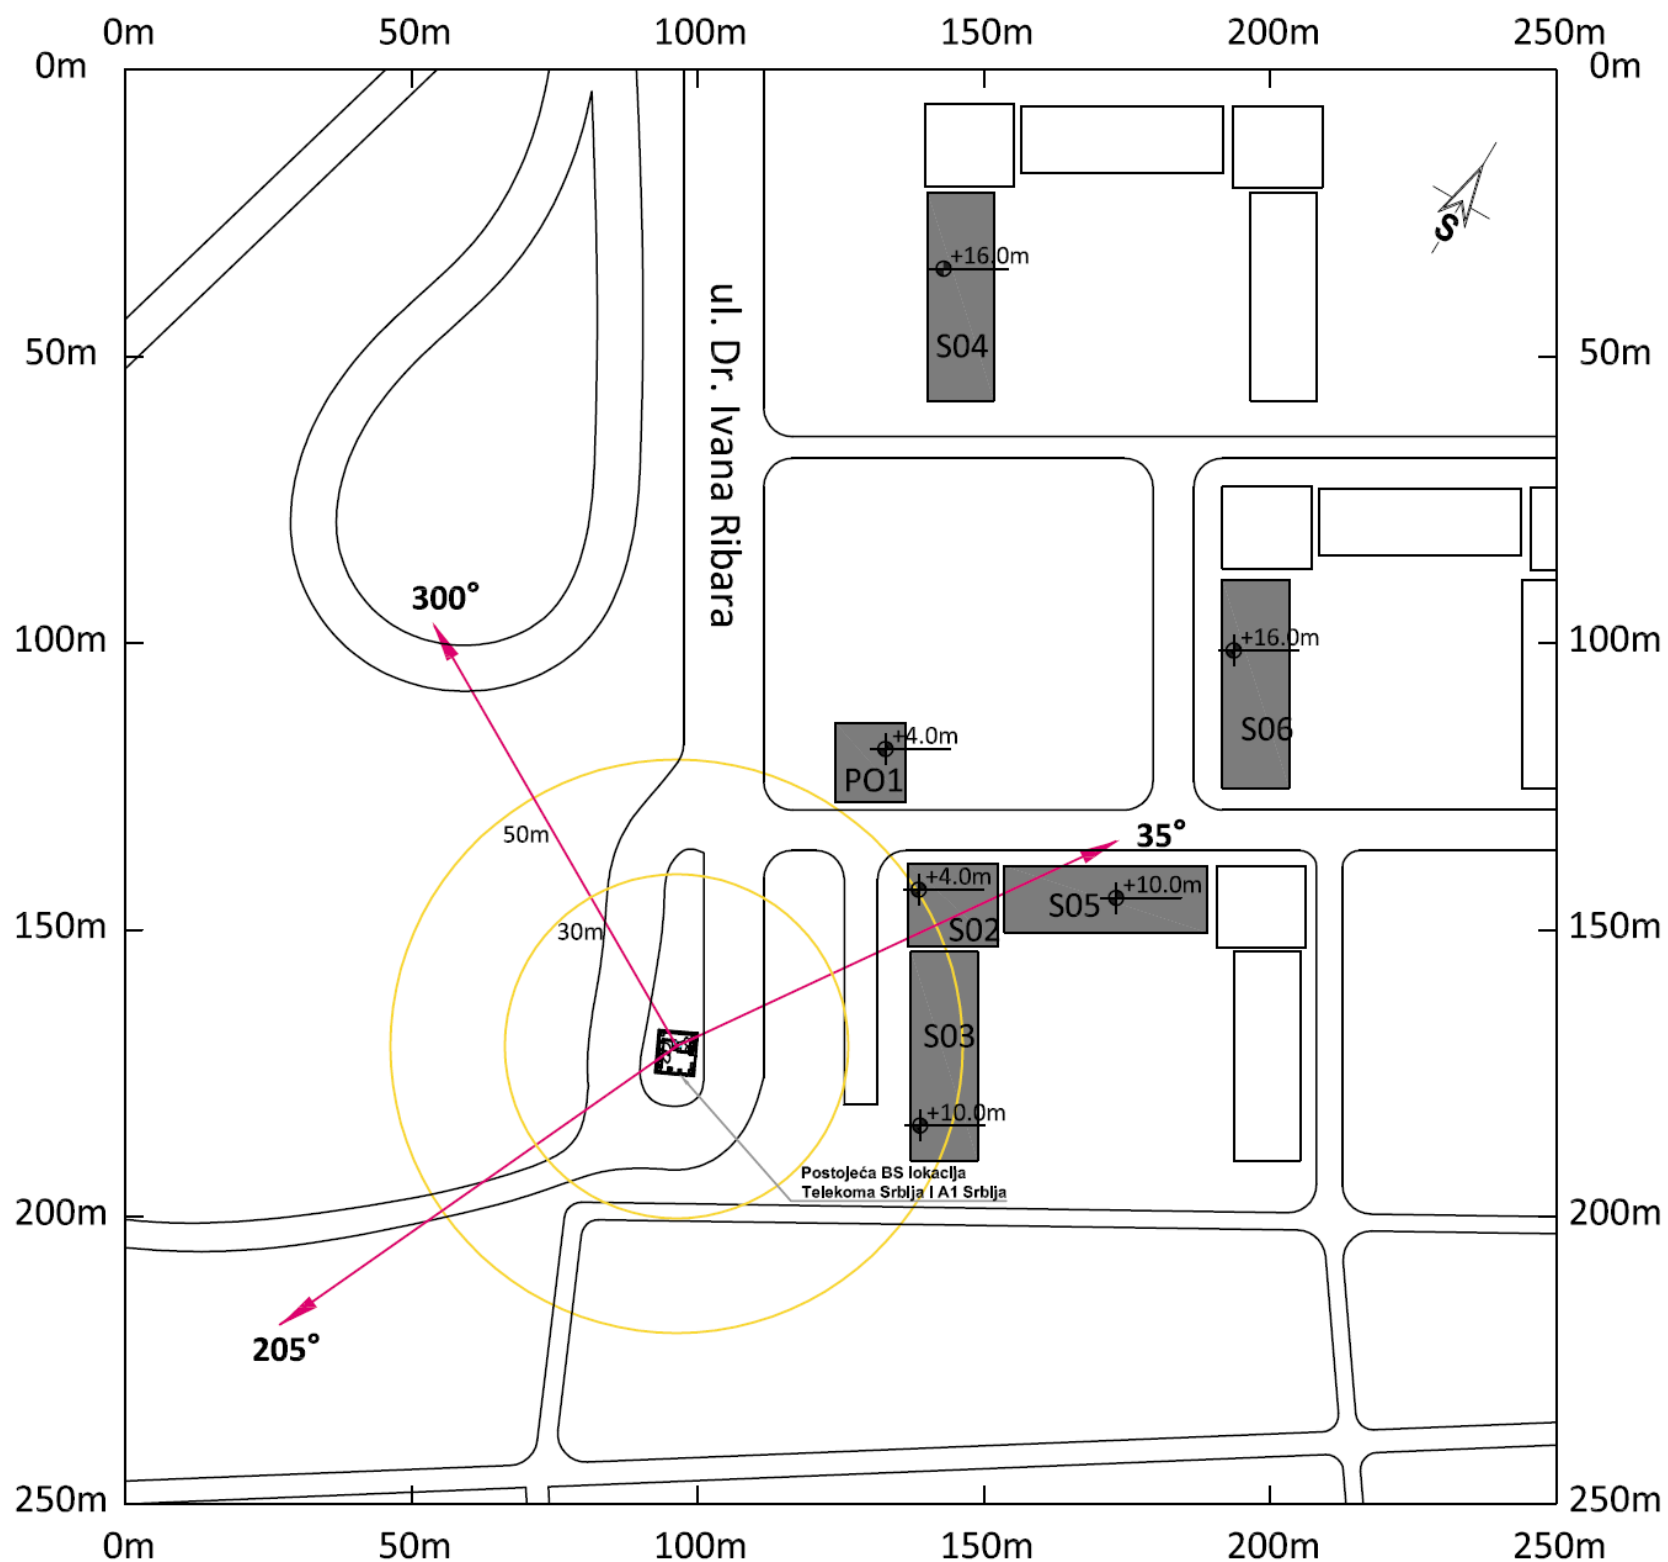 0m 50m 100m 150m 200m 250m
0m 0m
S
+16.0m
ul. Dr. Ivana Ribara
S04
50m 50m
300°
100m 100m
+16.0m
S06
+4.0m
PO1
50m
35°
+4.0m
+10.0m
S05
S02
150m 150m
30m
S03
+10.0m
Postojeća BS lokacija
Telekoma Srbija i A1 Srbija
200m 200m
205°
250m 250m
0m 50m 100m 150m 200m 250m